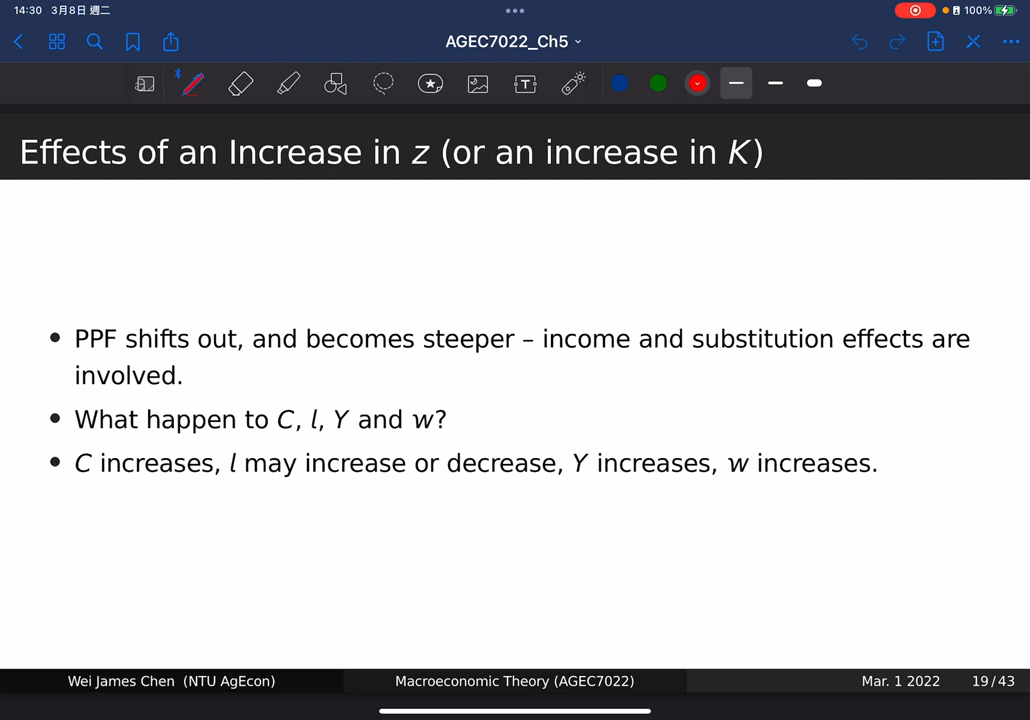 14:30 3月8日 週二
100%
AGEC7022_Ch5
Effects of an Increase in z (or an increase in K)
• PPF shifts out, and becomes steeper – income and substitution effects are
involved.
• What happen to C, l, Y and w?
• C increases, l may increase or decrease, Y increases, w increases.
Wei James Chen (NTU AgEcon) Macroeconomic Theory (AGEC7022) Mar. 1 2022 19/43